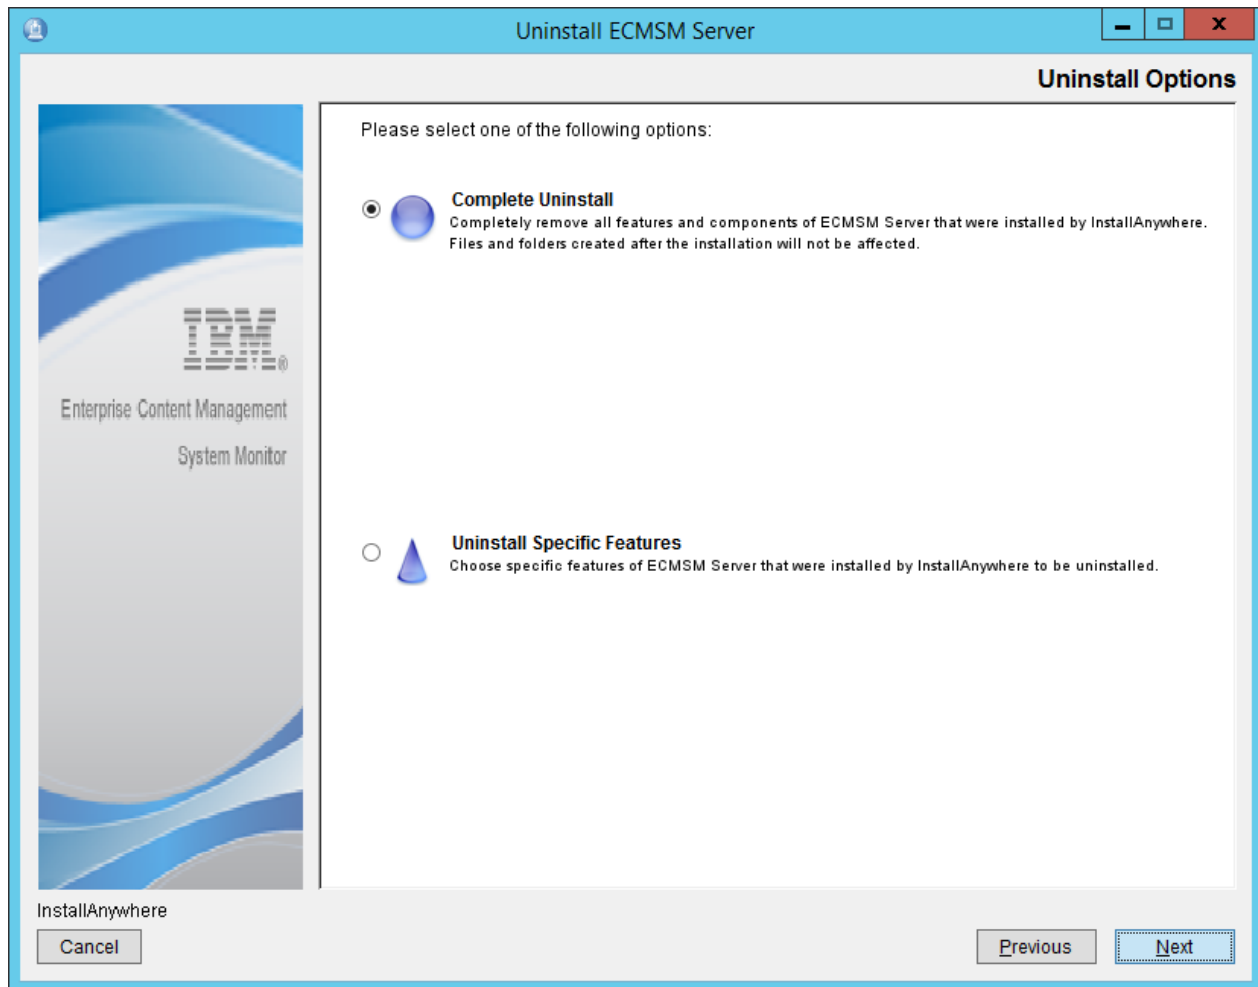 Uninstall ECMSM Server
Uninstall Options
Please select one of the following options:
Complete Uninstall
Completely remove all features and components of ECMSM Server that were installed by InstallAnywhere.
Files and folders created after the installation will not be affected.
IBM®
Enterprise Content Management
System Monitor
Uninstall Specific Features
Choose specific features of ECMSM Server that were installed by InstallAnywhere to be uninstalled.
InstallAnywhere
Cancel
Previous
Next